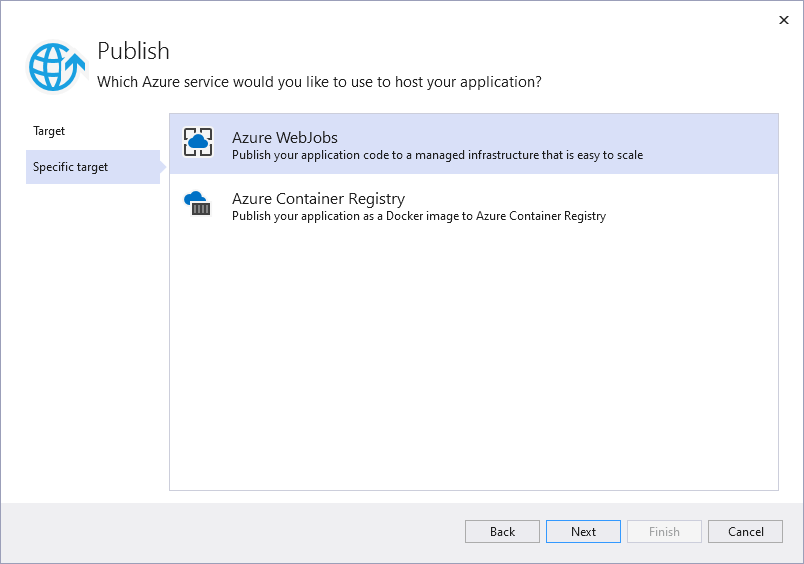 Publish
Which Azure service would you like to use to host your application?
Target
Specific target
Azure WebJobs
Publish your application code to a managed infrastructure that is easy to scale
Azure Container Registry
Publish your application as a Docker image to Azure Container Registry
Back
Next
Finish
Cancel